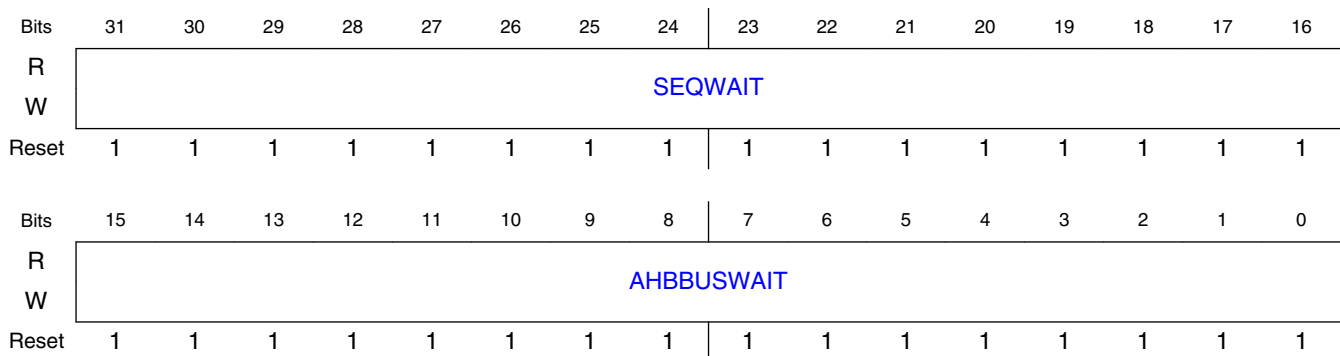 Bits 31 30 29 28 27 26 25 24 23 22 21 20 19 18 17 16
R
SEQWAIT
W
Reset 1 1 1 1 1 1 1 1 1 1 1 1 1 1 1 1
Bits 15 14 13 12 11 10 9 8 7 6 5 4 3 2 1 0
R
AHBBUSWAIT
W
Reset 1 1 1 1 1 1 1 1 1 1 1 1 1 1 1 1